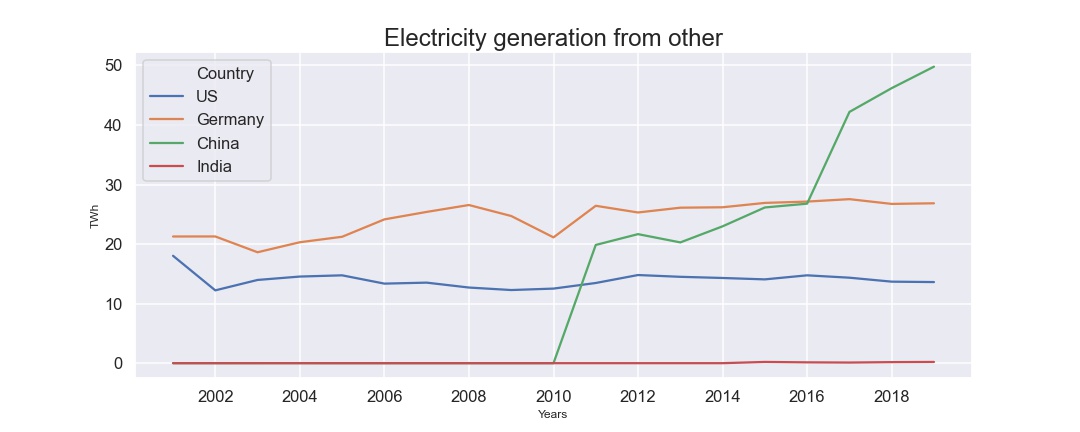 Electricity generation from other
Country
US
Germany
China
India
TWh
50
40
30
20
10
0
2002 2004 2006 2008 2010 2012 2014 2016 2018
Years